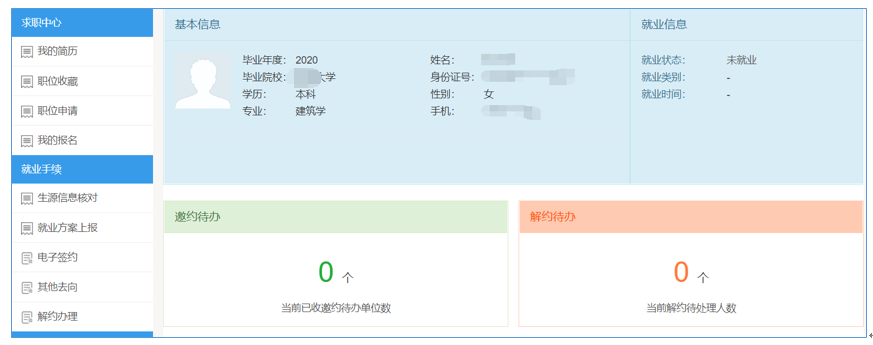 求职中心
我的简历
职位收藏
职位申请
我的报名
就业手续
生源信息核对
就业方案上报
电子签约
其他去向
解约办理
基本信息
毕业年度： 2020
毕业院校： 大学
学历： 本科
专业： 建筑学
姓名：
身份证号：
性别： 女
手机：
就业信息
就业状态： 未就业
就业类别： -
就业时间： -
邀约待办
0 个
当前已收邀约待办单位数
解约待办
0 个
当前解约待处理人数